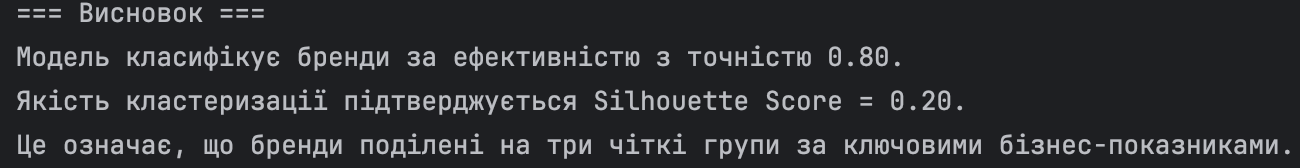 === Висновок ===
Модель класифікує бренди за ефективністю з точністю 0.80.
Якість кластеризації підтверджується Silhouette Score = 0.20.
Це означає, що бренди поділені на три чіткі групи за ключовими бізнес-показниками.